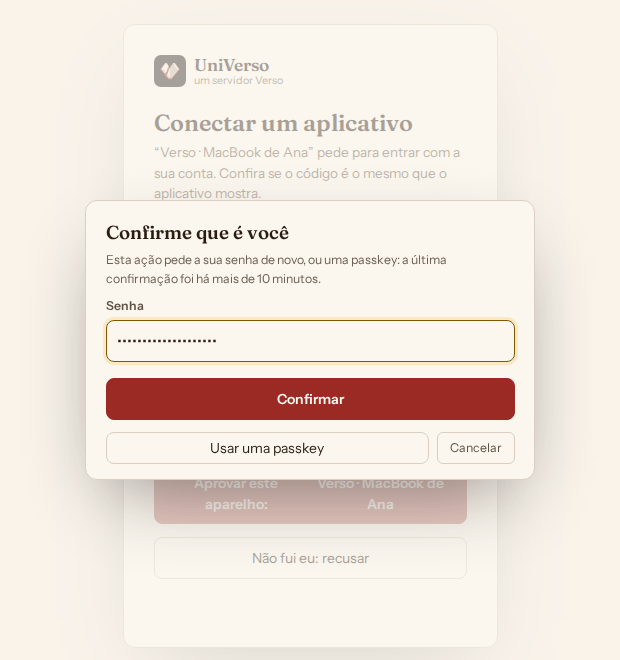 UniVerso
um servidor Verso
Conectar um aplicativo
“Verso · MacBook de Ana” pede para entrar com a
sua conta. Confira se o código é o mesmo que o
aplicativo mostra.
Confirme que é você
Esta ação pede a sua senha de novo, ou uma passkey: a última
confirmação foi há mais de 10 minutos.
Senha
Confirmar
Usar uma passkey
Cancelar
Aprovar este aparelho:
Verso · MacBook de Ana
Não fui eu: recusar